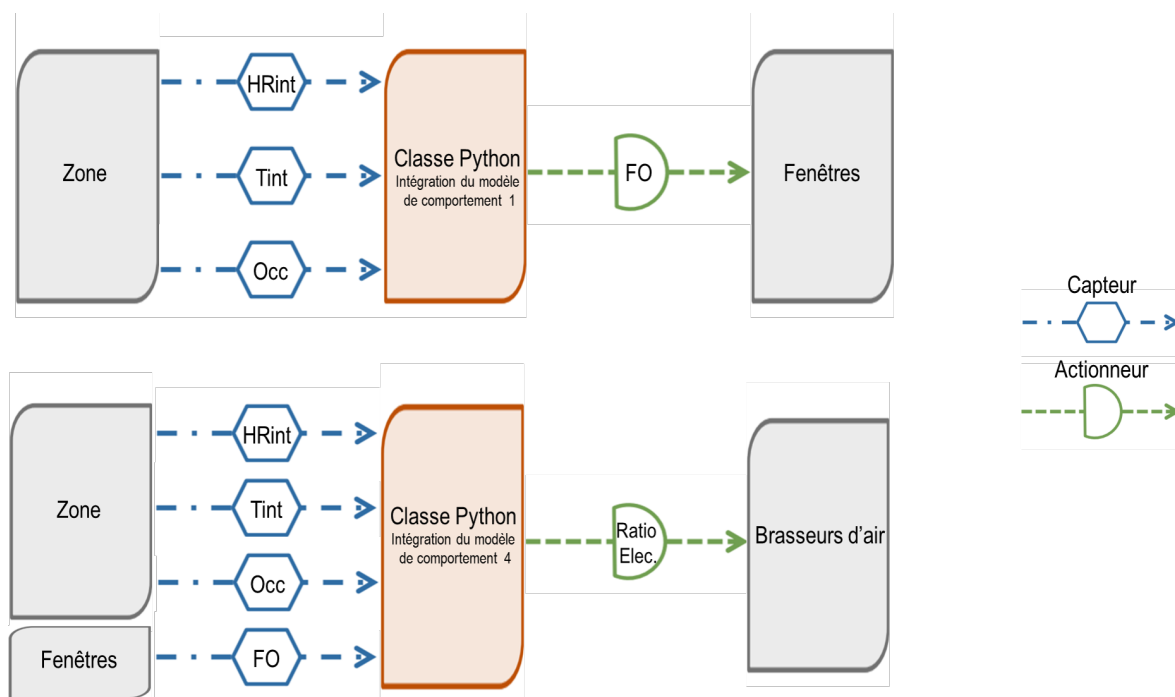 HRint
Zone
Tint
Classe Python
Intégration du modèle
de comportement 1
FO
Fenêtres
Occ
Capteur
Actionneur
HRint
Zone
Tint
Classe Python
Intégration du modèle
de comportement 4
Ratio
Elec.
Brasseurs d’air
Occ
Fenêtres
FO